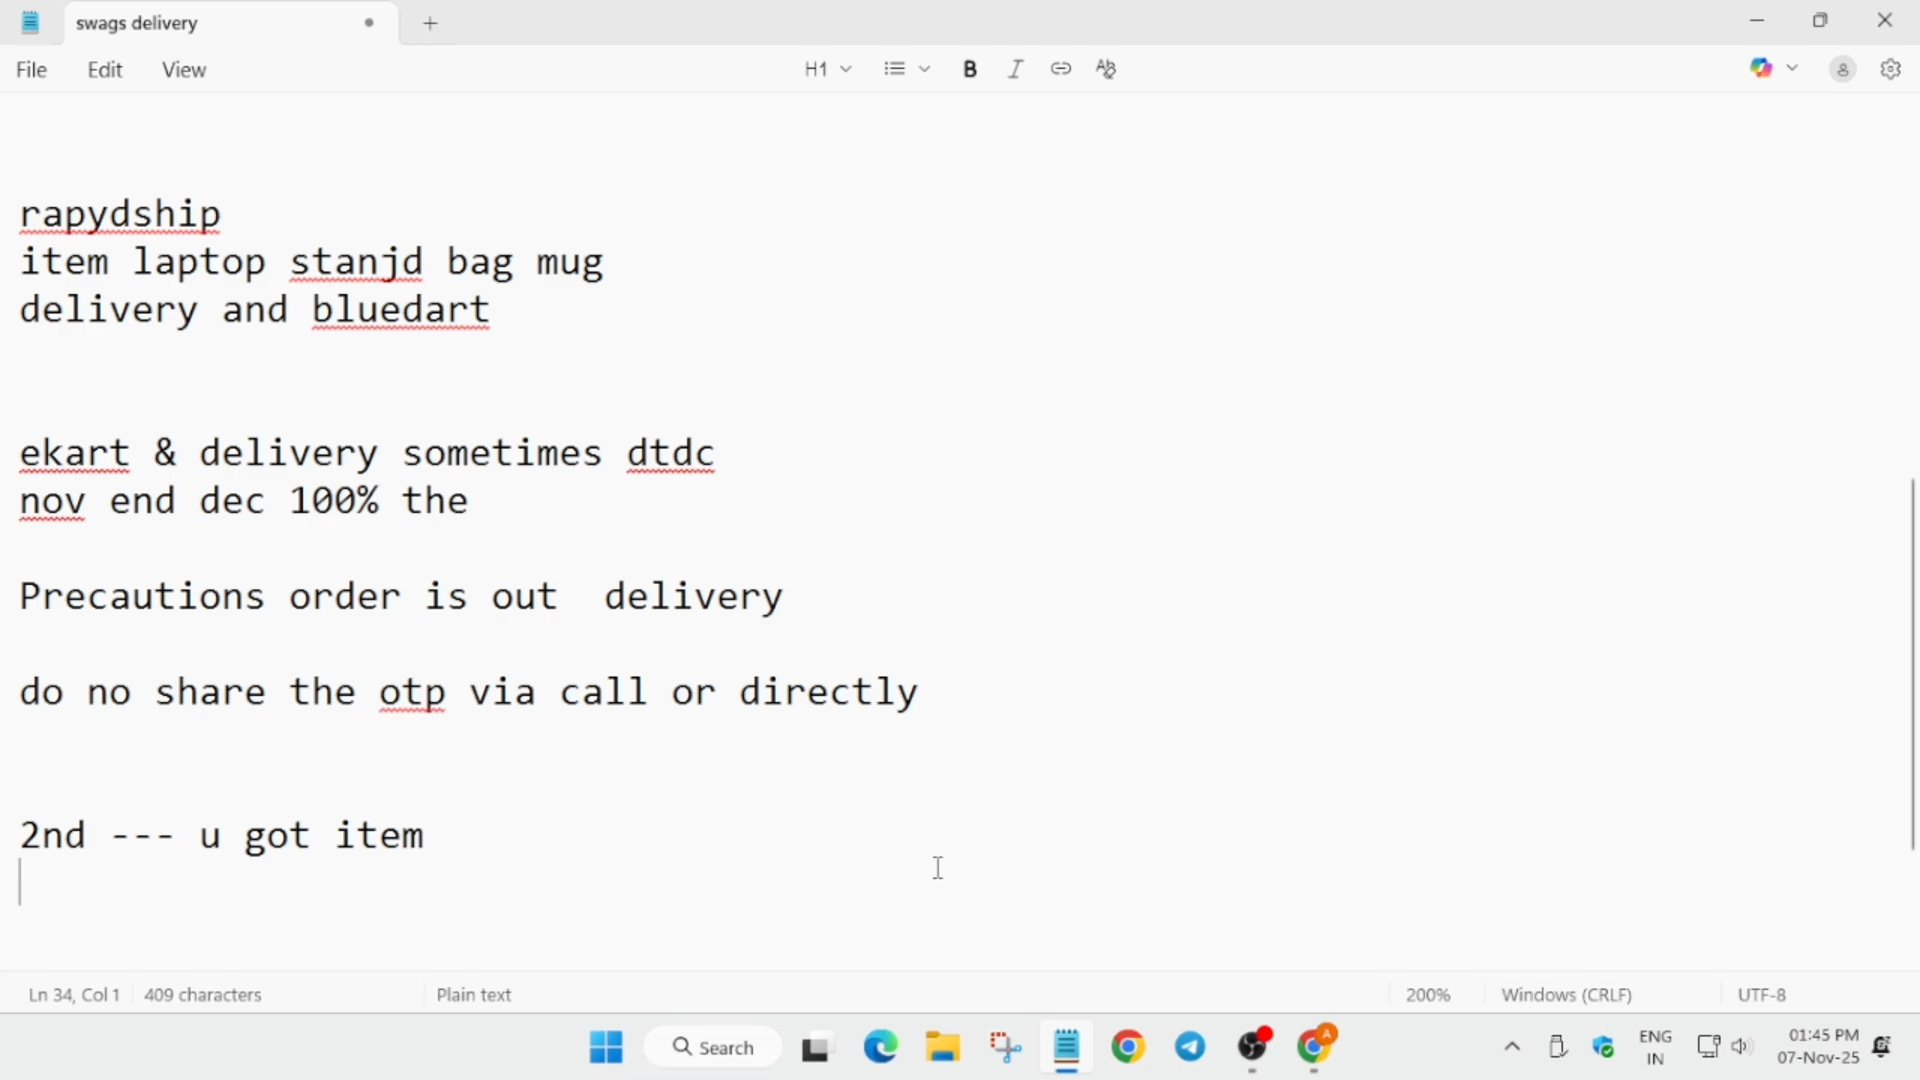 swags delivery
File Edit View H1
rapydship
item laptop stanjd bag mug
delivery and bluedart
ekart & delivery sometimes dtdc
nov end dec 100% the
Precautions order is out  delivery
do no share the otp via call or directly
2nd --- u got item
Ln 34, Col 1 409 characters Plain text 200% Windows (CRLF) UTF-8
Search A ENG IN 01:45 PM 07-Nov-25